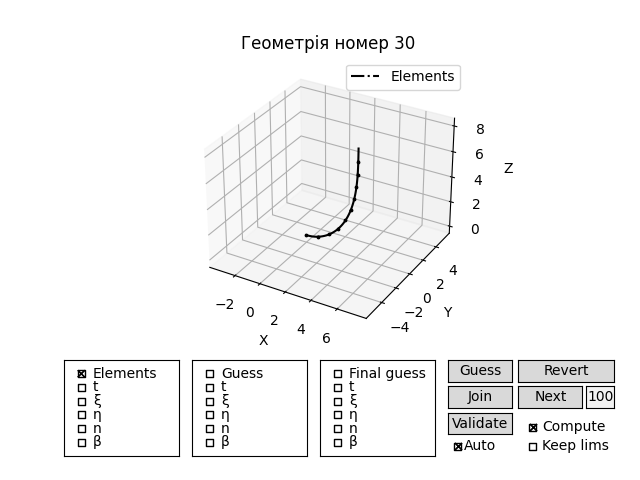 Геометрія номер 30
Elements
8
6
4
2
0
Z
−2
0
2
4
6
X
−4
−2
0
2
4
Y
Elements
t
ξ
η
n
β
Guess
t
ξ
η
n
β
Final guess
t
ξ
η
n
β
Guess
Revert
Join
Next
100
Validate
Compute
Auto
Keep lims